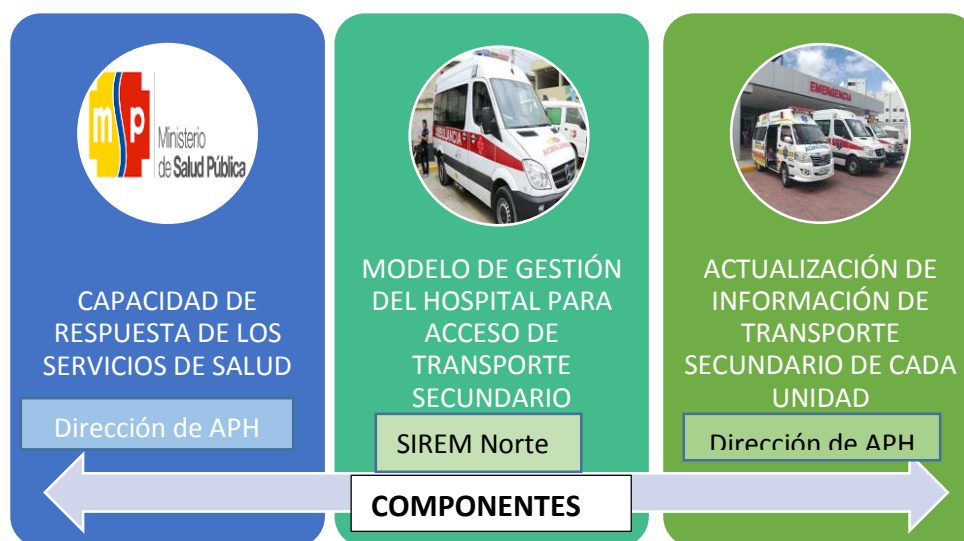 m p
Ministerio
de Salud Pública
CAPACIDAD DE
RESPUESTA DE LOS
SERVICIOS DE SALUD
Dirección de APH
AMBULANCIA
MODELO DE GESTIÓN
DEL HOSPITAL PARA
ACCESO DE
TRANSPORTE
SECUNDARIO
SIREM Norte
EMERGENCIA
ACTUALIZACIÓN DE
INFORMACIÓN DE
TRANSPORTE
SECUNDARIO DE CADA
UNIDAD
Dirección de APH
COMPONENTES